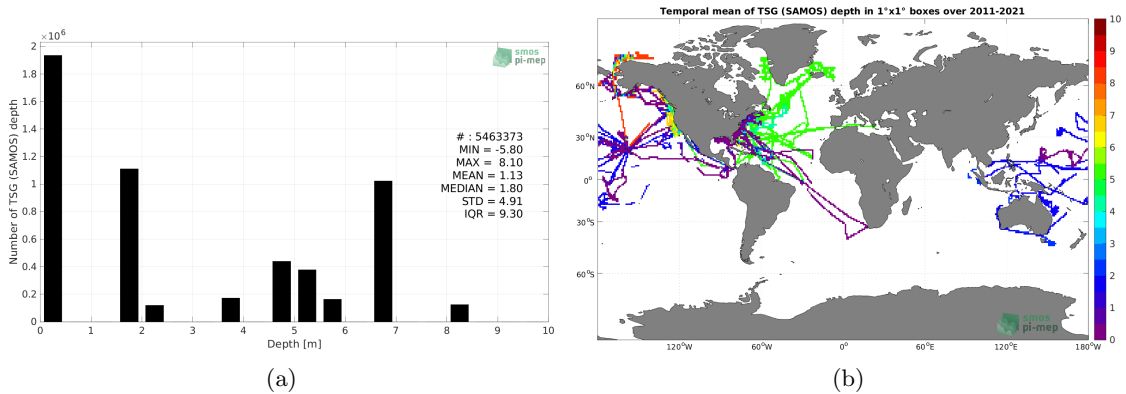 ×10⁶
2
1.8
1.6
1.4
1.2
1
0.8
0.6
0.4
0.2
0
Number of TSG (SAMOS) depth
smos
pi-mep
# : 5463373
MIN = -5.80
MAX = 8.10
MEAN = 1.13
MEDIAN = 1.80
STD = 4.91
IQR = 9.30
0 1 2 3 4 5 6 7 8 9 10
Depth [m]
(a)
Temporal mean of TSG (SAMOS) depth in 1°x1° boxes over 2011-2021
60°N
30°N
0°
30°S
60°S
120°W 60°W 0° 60°E 120°E 180°W
smos
pi-mep
10
9
8
7
6
5
4
3
2
1
0
(b)